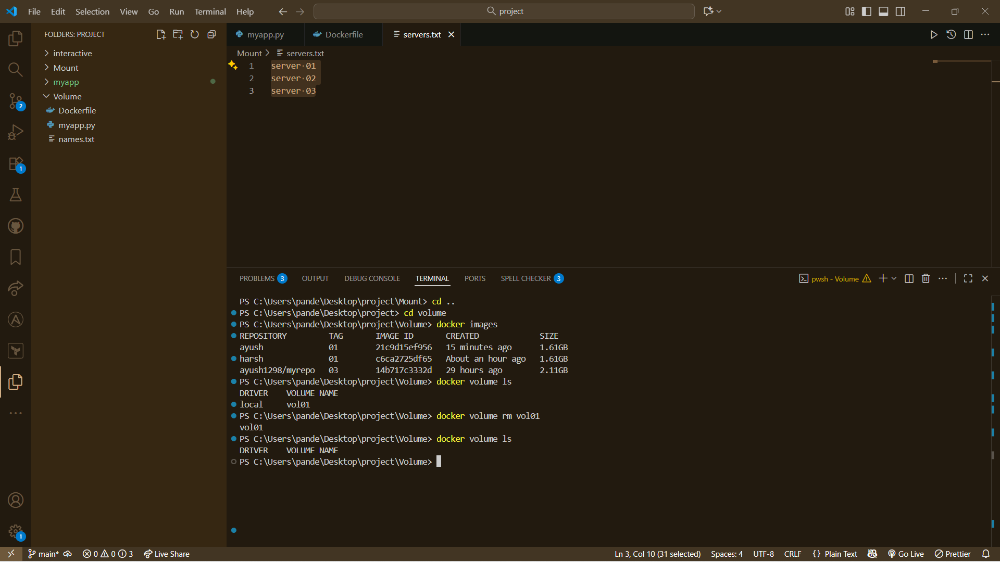 File Edit Selection View Go Run Terminal Help
project
FOLDERS: PROJECT
interactive
Mount
myapp
Volume
Dockerfile
myapp.py
names.txt
2
1
1
myapp.py
Dockerfile
servers.txt
Mount > servers.txt
1 server·01
2 server·02
3 server·03
PROBLEMS 3 OUTPUT DEBUG CONSOLE TERMINAL PORTS SPELL CHECKER 3
pwsh - Volume
PS C:\Users\pande\Desktop\project\Mount> cd ..
PS C:\Users\pande\Desktop\project> cd volume
PS C:\Users\pande\Desktop\project\Volume> docker images
REPOSITORY TAG IMAGE ID CREATED SIZE
ayush 01 21c9d15ef956 15 minutes ago 1.61GB
harsh 01 c6ca2725df65 About an hour ago 1.61GB
ayush1298/myrepo 03 14b717c3332d 29 hours ago 2.11GB
PS C:\Users\pande\Desktop\project\Volume> docker volume ls
DRIVER VOLUME NAME
local vol01
PS C:\Users\pande\Desktop\project\Volume> docker volume rm vol01
vol01
PS C:\Users\pande\Desktop\project\Volume> docker volume ls
DRIVER VOLUME NAME
PS C:\Users\pande\Desktop\project\Volume>
main* 0 0 3 Live Share
Ln 3, Col 10 (31 selected) Spaces: 4 UTF-8 CRLF {} Plain Text Go Live Prettier